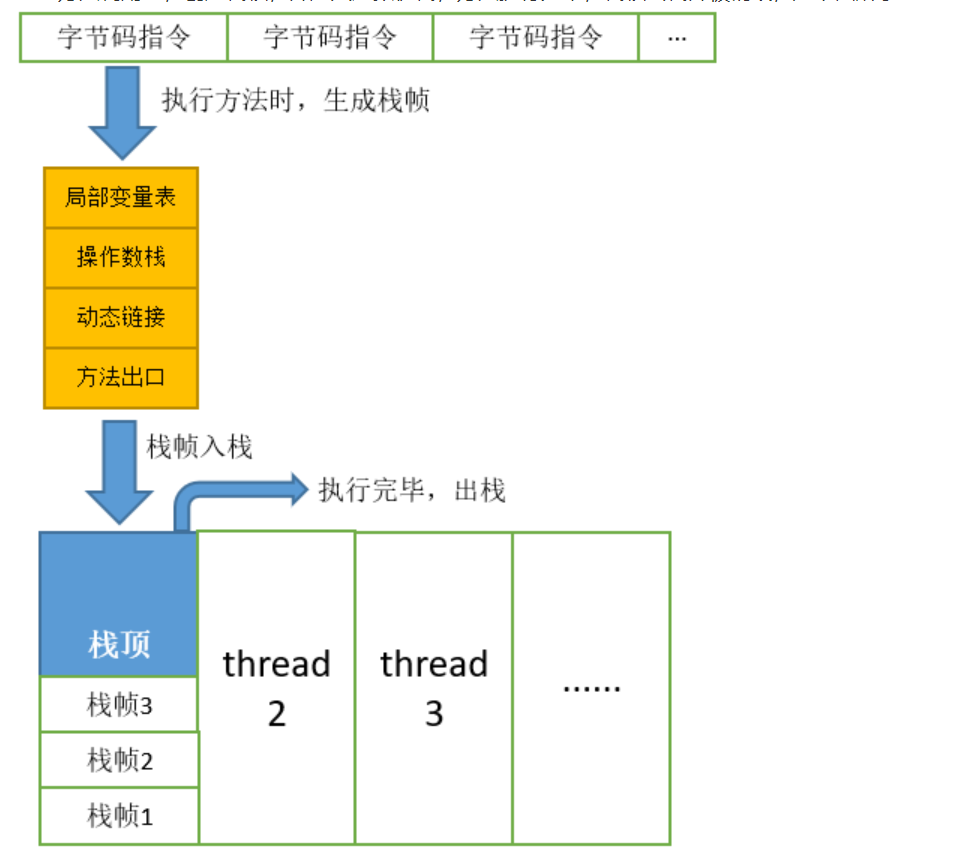 字节码指令 字节码指令 字节码指令 ...
执行方法时，生成栈帧
局部变量表
操作数栈
动态链接
方法出口
栈帧入栈
执行完毕，出栈
栈顶
栈帧3
栈帧2
栈帧1
thread
2
thread
3
......